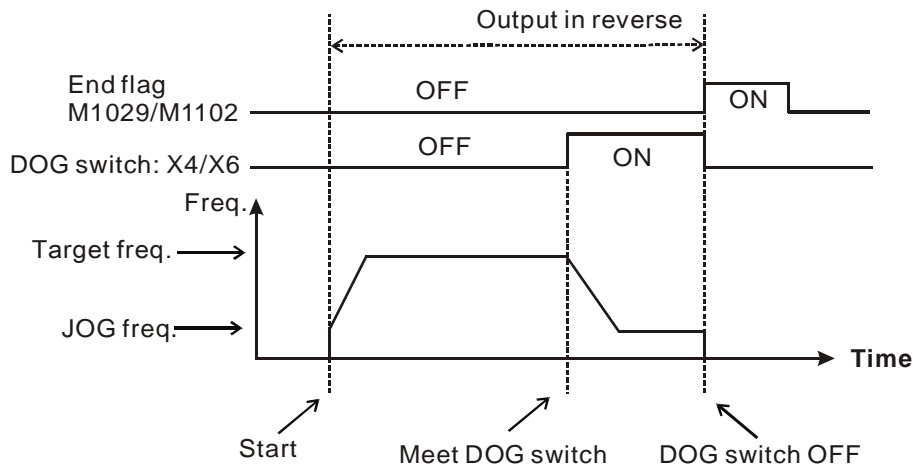 Output in reverse
End flag
M1029/M1102
OFF
ON
DOG switch: X4/X6
OFF
ON
Freq.
Target freq.
JOG freq.
Time
Start
Meet DOG switch
DOG switch OFF